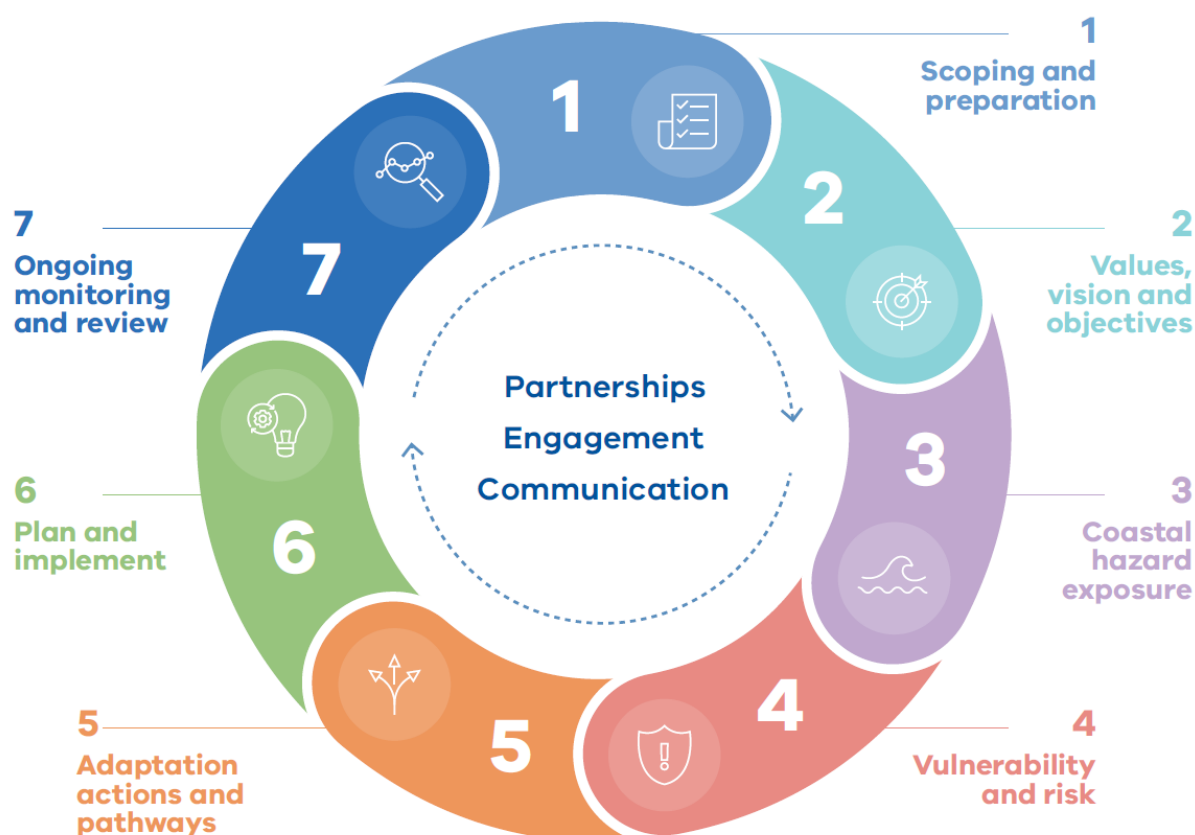 1
Scoping and
preparation
2
Values,
vision and
objectives
3
Coastal
hazard
exposure
4
Vulnerability
and risk
5
Adaptation
actions and
pathways
6
Plan and
implement
7
Ongoing
monitoring
and review
1
2
3
4
5
6
7
Partnerships
Engagement
Communication